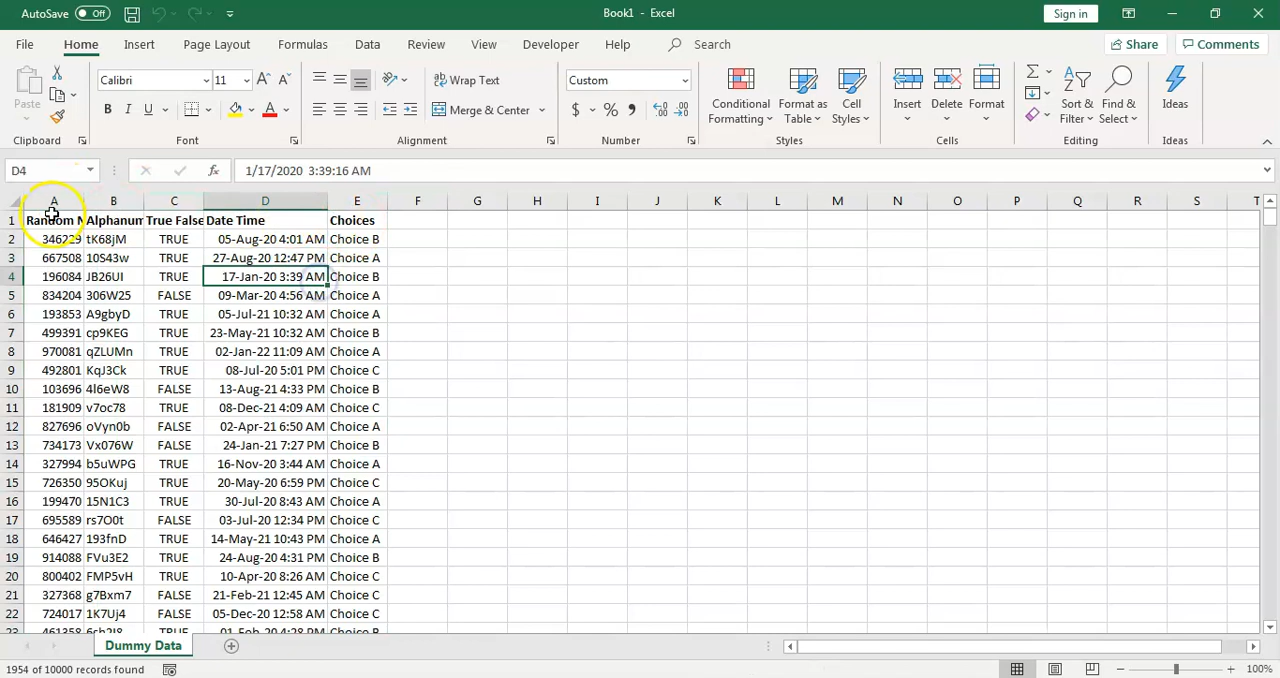 AutoSave Off Book1 - Excel Sign in
File Home Insert Page Layout Formulas Data Review View Developer Help Search Share Comments
Paste Calibri 11 A A Wrap Text Custom
B I U A Merge & Center $ % , Conditional Formatting Format as Table Cell Styles Insert Delete Format Sort & Filter Find & Select Ideas
Clipboard Font Alignment Number Styles Cells Editing Ideas
D4 fx 1/17/2020 3:39:16 AM
A B C D E F G H I J K L M N O P Q R S T
1 Random N Alphanum True False Date Time Choices
2 346229 tK68jM TRUE 05-Aug-20 4:01 AM Choice B
3 667508 10S43w TRUE 27-Aug-20 12:47 PM Choice A
4 196084 JB26UI TRUE 17-Jan-20 3:39 AM Choice B
5 834204 306W25 FALSE 09-Mar-20 4:56 AM Choice A
6 193853 A9gbyD TRUE 05-Jul-21 10:32 AM Choice A
7 499391 cp9KEG TRUE 23-May-21 10:32 AM Choice B
8 970081 qZLUMn TRUE 02-Jan-22 11:09 AM Choice A
9 492801 KqJ3Ck TRUE 08-Jul-20 5:01 PM Choice C
10 103696 4l6eW8 FALSE 13-Aug-21 4:33 PM Choice B
11 181909 v7oc78 TRUE 08-Dec-21 4:09 AM Choice C
12 827696 oVyn0b TRUE 02-Apr-21 6:50 AM Choice C
13 734173 Vx076W FALSE 24-Jan-21 7:27 PM Choice B
14 327994 b5uWPG TRUE 16-Nov-20 3:44 AM Choice A
15 726350 95OKuj TRUE 20-May-20 6:59 PM Choice C
16 199470 15N1C3 TRUE 30-Jul-20 8:43 AM Choice A
17 695589 rs7O0t FALSE 03-Jul-20 12:34 PM Choice C
18 646427 193fnD TRUE 14-May-21 10:43 PM Choice A
19 914088 FVu3E2 TRUE 24-Aug-20 4:31 PM Choice B
20 800402 FMP5vH TRUE 10-Apr-20 8:26 AM Choice C
21 327368 g7Bxm7 FALSE 21-Feb-21 12:45 AM Choice C
22 724017 1K7Uj4 FALSE 05-Dec-20 12:58 AM Choice C
23 461358 TRUE 01-Feb-20 4:28 PM Choice B
Dummy Data
1954 of 10000 records found 100%